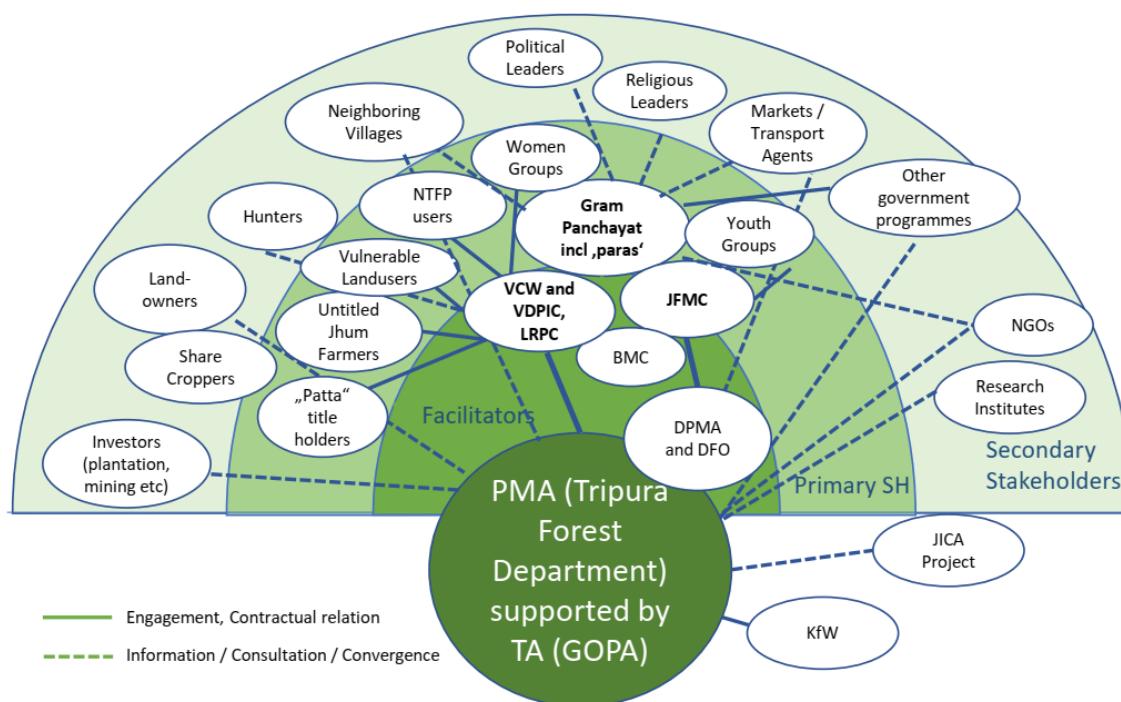 Political
Leaders
Religious
Leaders
Neighboring
Villages
Markets /
Transport
Agents
Women
Groups
Other
government
programmes
NTFP
users
Gram
Panchayat
incl ‚paras‘
Youth
Groups
Hunters
Vulnerable
Landusers
Land-
owners
VCW and
VDPIC,
LRPC
JFMC
Untitled
Jhum
Farmers
NGOs
Share
Croppers
BMC
Research
Institutes
„Patta“
title
holders
Facilitators
DPMA
and DFO
Investors
(plantation,
mining etc)
Primary SH
Secondary
Stakeholders
PMA (Tripura
Forest
Department)
supported by
TA (GOPA)
JICA
Project
KfW
Engagement, Contractual relation
Information / Consultation / Convergence